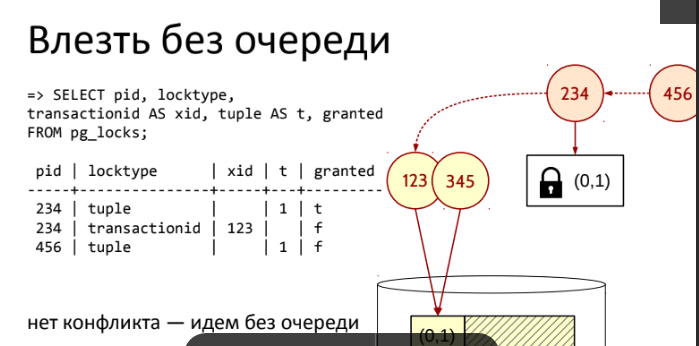 Влезть без очереди
=> SELECT pid, locktype,
transactionid AS xid, tuple AS t, granted
FROM pg_locks;
pid | locktype | xid | t | granted
-----+---------------+-----+---+---------
234 | tuple | | 1 | t
234 | transactionid | 123 | | f
456 | tuple | | 1 | f
нет конфликта — идем без очереди
234
456
123
345
(0,1)
(0,1)